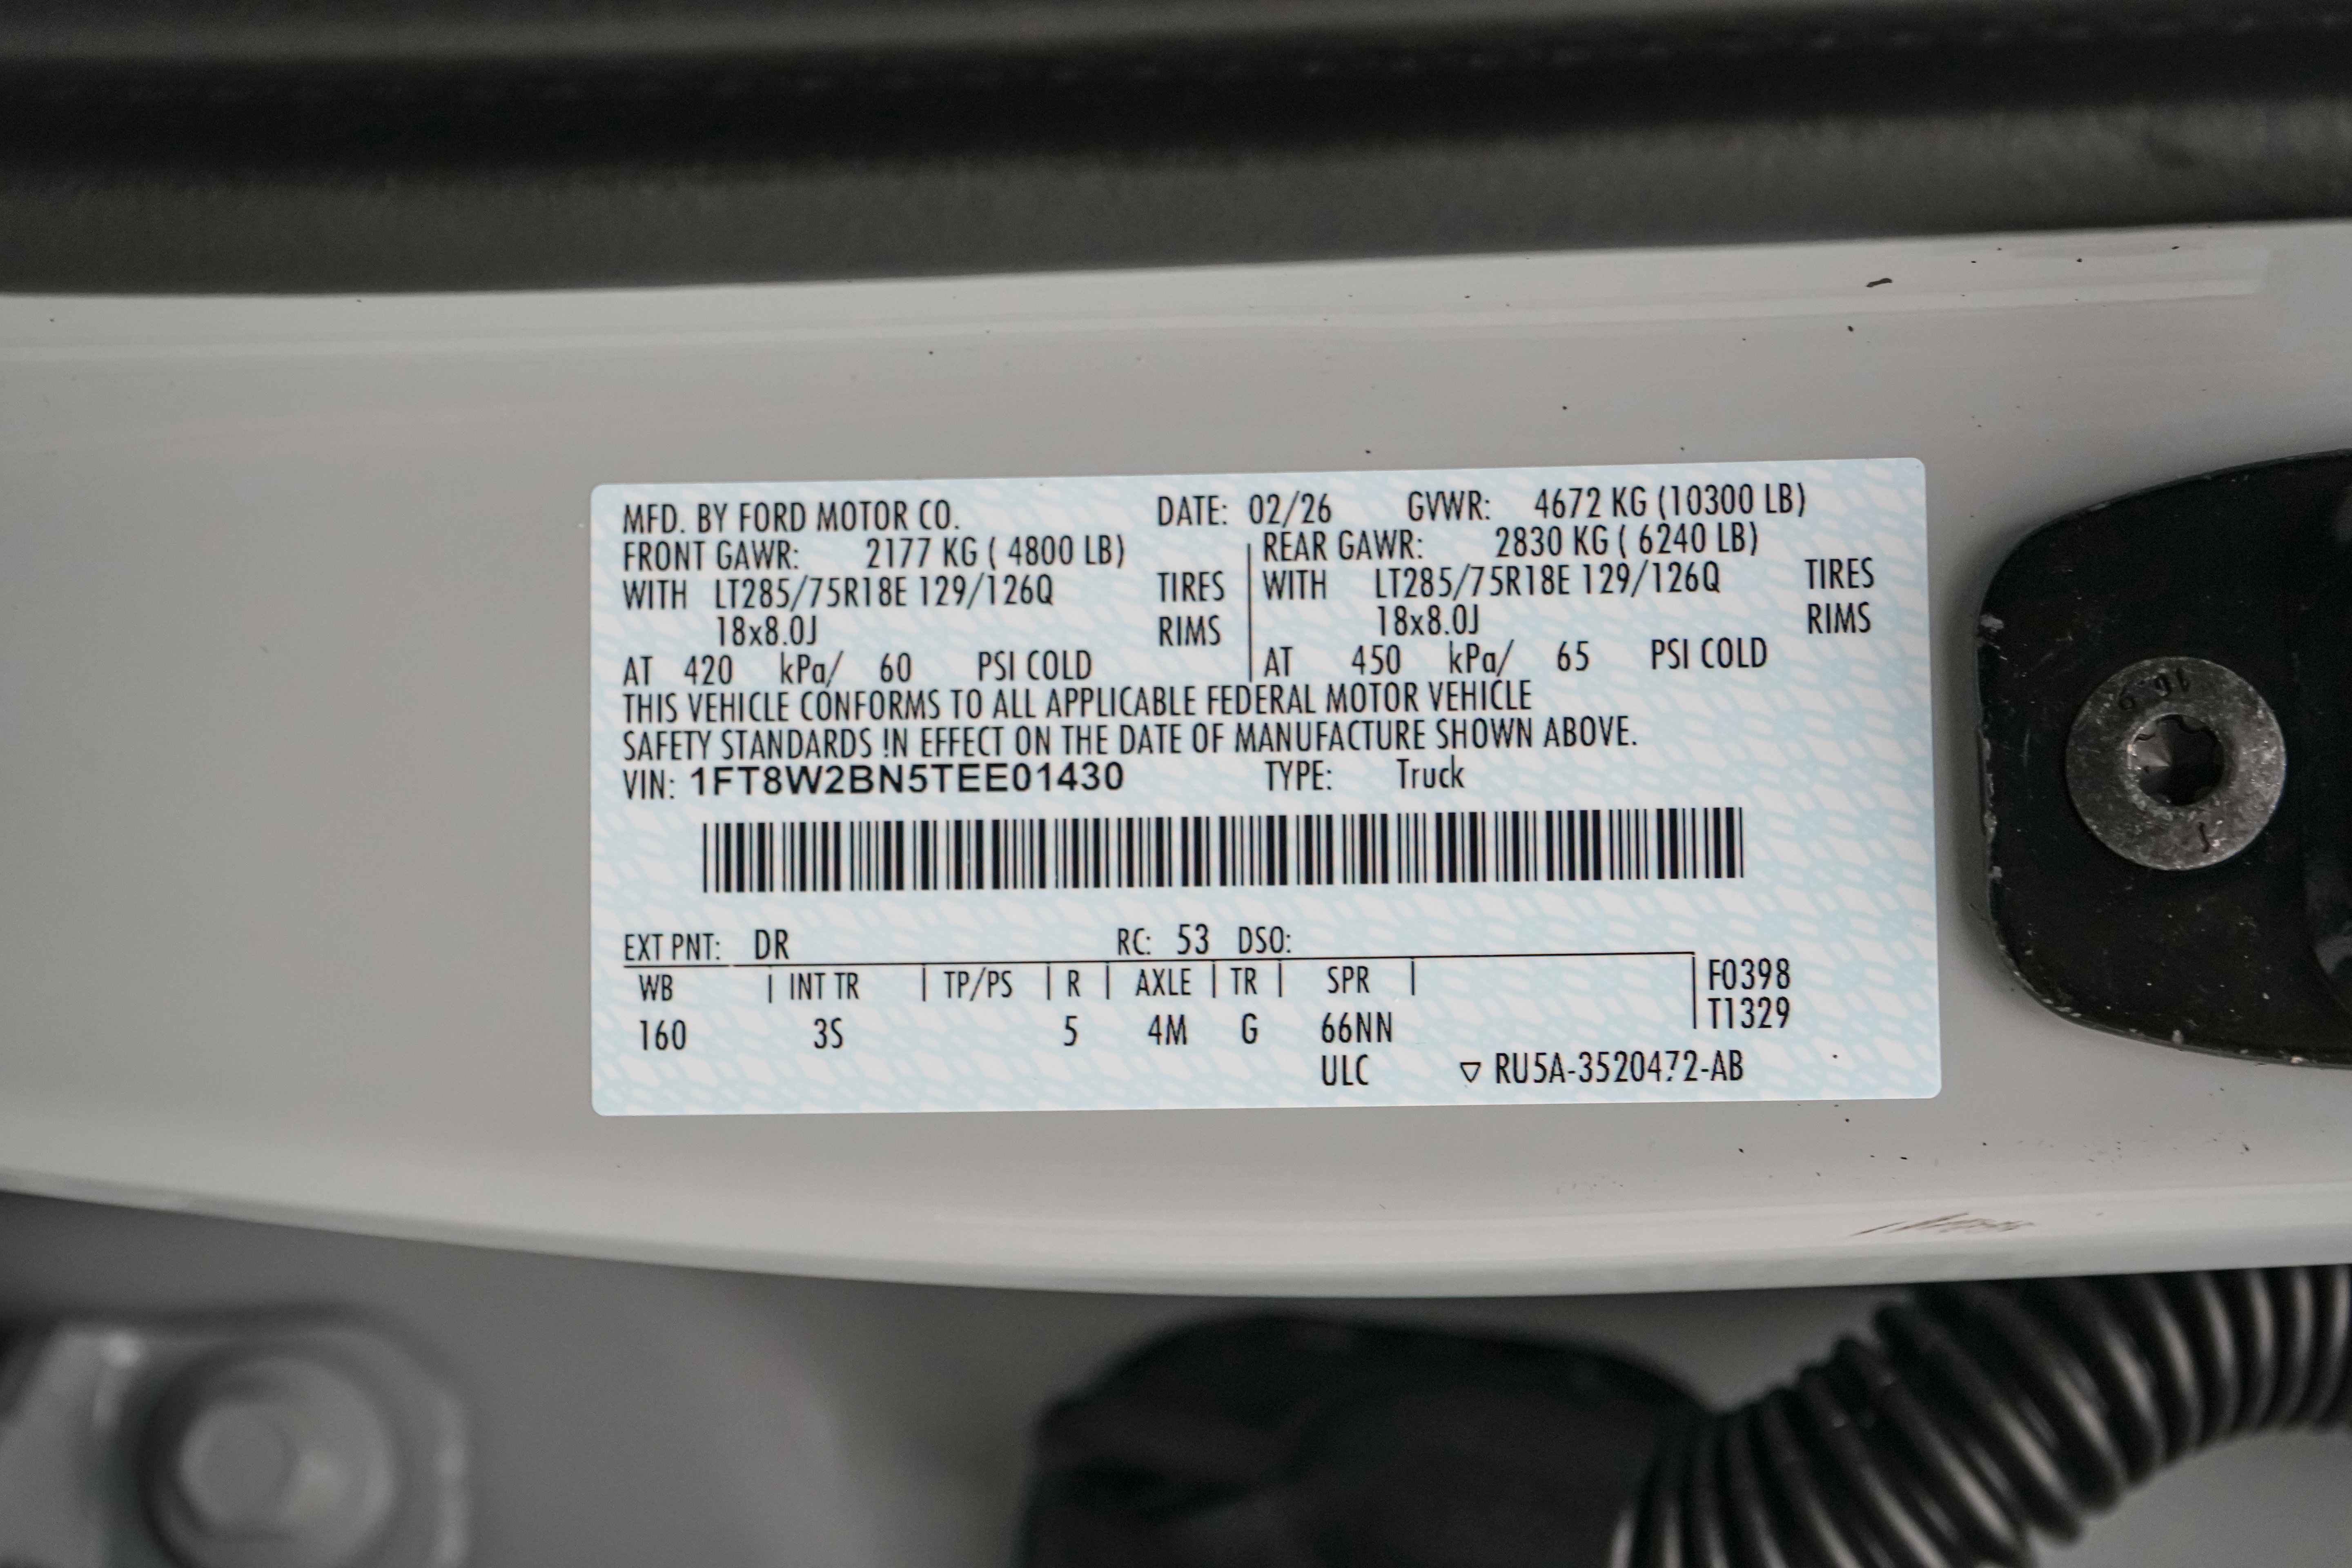 MFD. BY FORD MOTOR CO. DATE: 02/26 GVWR: 4672 KG (10300 LB)
FRONT GAWR: 2177 KG ( 4800 LB) REAR GAWR: 2830 KG ( 6240 LB)
WITH LT285/75R18E 129/126Q TIRES WITH LT285/75R18E 129/126Q TIRES
18x8.0J RIMS 18x8.0J RIMS
AT 420 kPa/ 60 PSI COLD AT 450 kPa/ 65 PSI COLD
THIS VEHICLE CONFORMS TO ALL APPLICABLE FEDERAL MOTOR VEHICLE
SAFETY STANDARDS IN EFFECT ON THE DATE OF MANUFACTURE SHOWN ABOVE.
VIN: 1FT8W2BN5TEE01430 TYPE: Truck
EXT PNT: DR RC: 53 DSO:
WB INT TR TP/PS R AXLE TR SPR F0398
160 3S 5 4M G 66NN T1329
ULC ▽ RU5A-3520472-AB